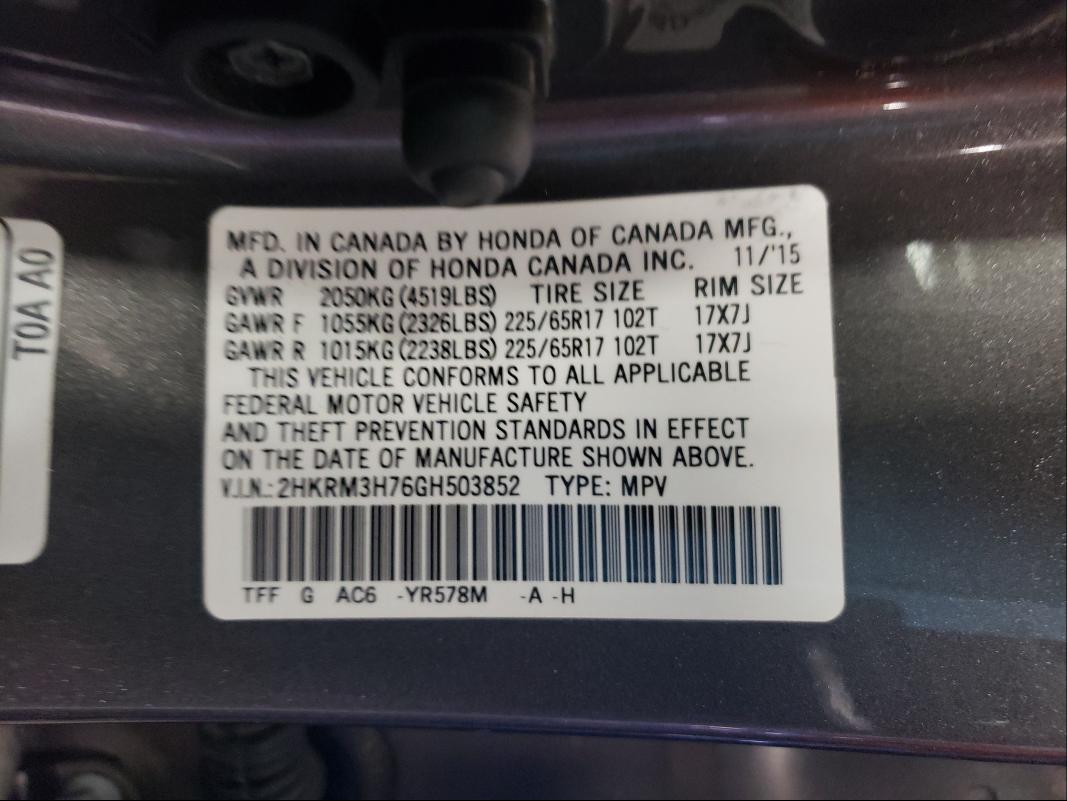 MFD. IN CANADA BY HONDA OF CANADA MFG.,
A DIVISION OF HONDA CANADA INC. 11/'15
GVWR 2050KG (4519LBS) TIRE SIZE RIM SIZE
GAWR F 1055KG (2326LBS) 225/65R17 102T 17X7J
GAWR R 1015KG (2238LBS) 225/65R17 102T 17X7J
THIS VEHICLE CONFORMS TO ALL APPLICABLE
FEDERAL MOTOR VEHICLE SAFETY
AND THEFT PREVENTION STANDARDS IN EFFECT
ON THE DATE OF MANUFACTURE SHOWN ABOVE.
V.I.N.: 2HKRM3H76GH503852 TYPE: MPV
TFF G AC6 -YR578M -A -H
T0A A0